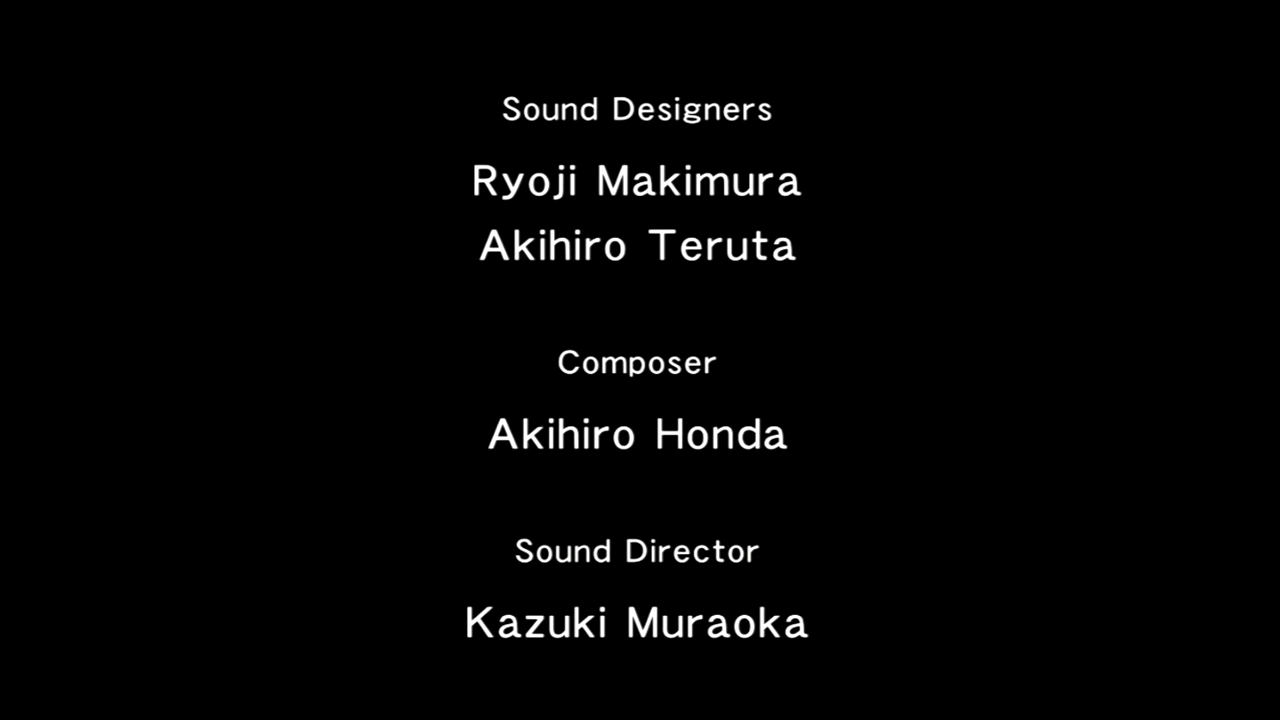 Sound Designers
Ryoji Makimura
Akihiro Teruta
Composer
Akihiro Honda
Sound Director
Kazuki Muraoka